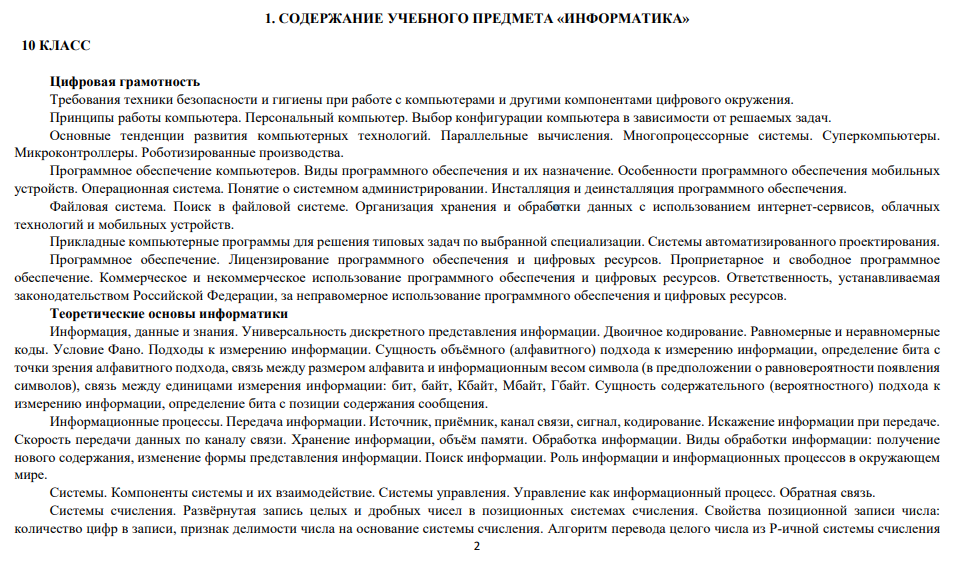 1. СОДЕРЖАНИЕ УЧЕБНОГО ПРЕДМЕТА «ИНФОРМАТИКА»
10 КЛАСС
Цифровая грамотность
Требования техники безопасности и гигиены при работе с компьютерами и другими компонентами цифрового окружения.
Принципы работы компьютера. Персональный компьютер. Выбор конфигурации компьютера в зависимости от решаемых задач.
Основные тенденции развития компьютерных технологий. Параллельные вычисления. Многопроцессорные системы. Суперкомпьютеры.
Микроконтроллеры. Роботизированные производства.
Программное обеспечение компьютеров. Виды программного обеспечения и их назначение. Особенности программного обеспечения мобильных
устройств. Операционная система. Понятие о системном администрировании. Инсталляция и деинсталляция программного обеспечения.
Файловая система. Поиск в файловой системе. Организация хранения и обработки данных с использованием интернет-сервисов, облачных
технологий и мобильных устройств.
Прикладные компьютерные программы для решения типовых задач по выбранной специализации. Системы автоматизированного проектирования.
Программное обеспечение. Лицензирование программного обеспечения и цифровых ресурсов. Проприетарное и свободное программное
обеспечение. Коммерческое и некоммерческое использование программного обеспечения и цифровых ресурсов. Ответственность, устанавливаемая
законодательством Российской Федерации, за неправомерное использование программного обеспечения и цифровых ресурсов.
Теоретические основы информатики
Информация, данные и знания. Универсальность дискретного представления информации. Двоичное кодирование. Равномерные и неравномерные
коды. Условие Фано. Подходы к измерению информации. Сущность объёмного (алфавитного) подхода к измерению информации, определение бита с
точки зрения алфавитного подхода, связь между размером алфавита и информационным весом символа (в предположении о равновероятности появления
символов), связь между единицами измерения информации: бит, байт, Кбайт, Мбайт, Гбайт. Сущность содержательного (вероятностного) подхода к
измерению информации, определение бита с позиции содержания сообщения.
Информационные процессы. Передача информации. Источник, приёмник, канал связи, сигнал, кодирование. Искажение информации при передаче.
Скорость передачи данных по каналу связи. Хранение информации, объём памяти. Обработка информации. Виды обработки информации: получение
нового содержания, изменение формы представления информации. Поиск информации. Роль информации и информационных процессов в окружающем
мире.
Системы. Компоненты системы и их взаимодействие. Системы управления. Управление как информационный процесс. Обратная связь.
Системы счисления. Развёрнутая запись целых и дробных чисел в позиционных системах счисления. Свойства позиционной записи числа:
количество цифр в записи, признак делимости числа на основание системы счисления. Алгоритм перевода целого числа из P-ичной системы счисления
2